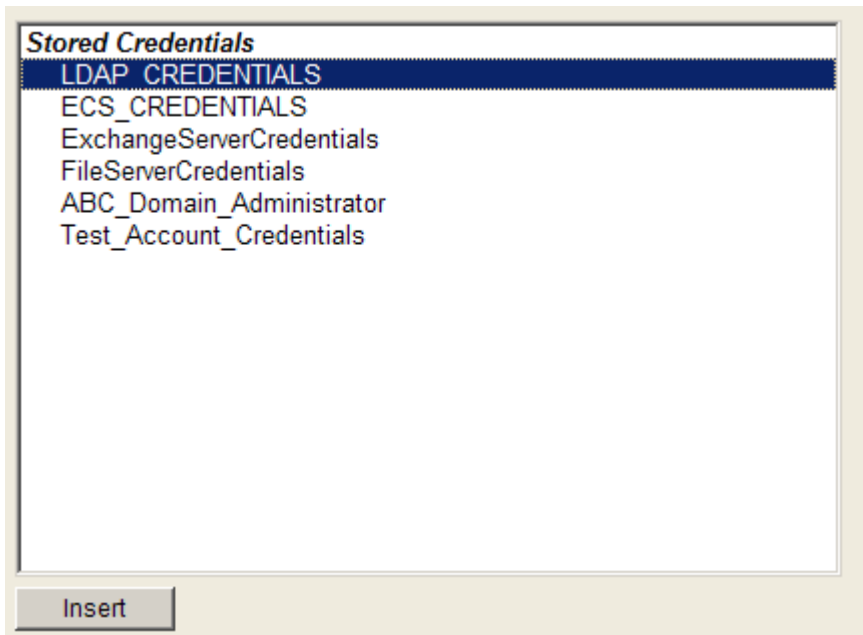 Stored Credentials
LDAP_CREDENTIALS
ECS_CREDENTIALS
ExchangeServerCredentials
FileServerCredentials
ABC_Domain_Administrator
Test_Account_Credentials
Insert